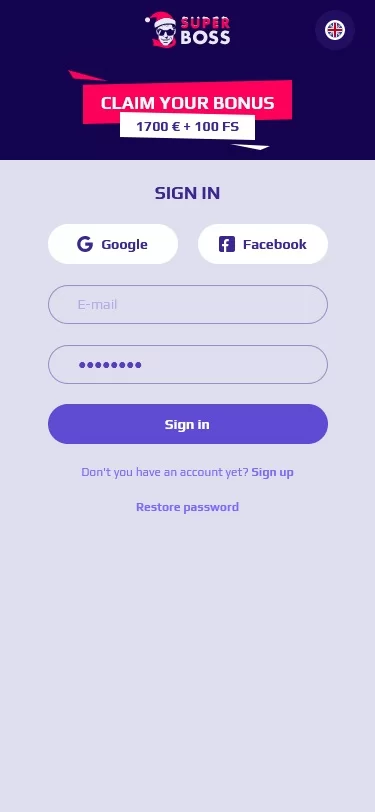 SUPER
BOSS
CLAIM YOUR BONUS
1700 € + 100 FS
SIGN IN
Google
Facebook
E-mail
Sign in
Don't you have an account yet? Sign up
Restore password